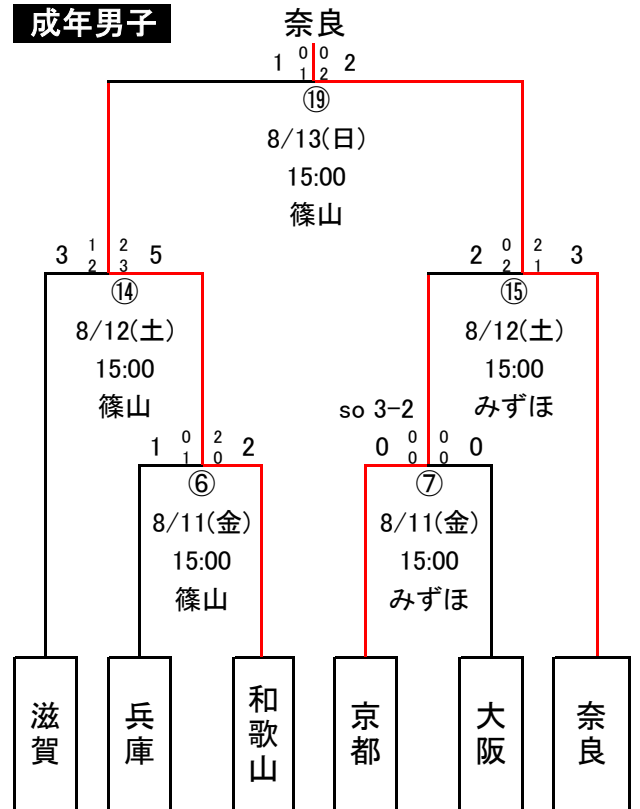 成年男子
奈良
1 0 0 2
1 2
⑲
8/13(日)
15:00
篠山
3 1 2 5
2 3
⑭
8/12(土)
15:00
篠山
2 0 2 3
2 1
⑮
8/12(土)
15:00
みずほ
1 0 2 2
1 0
⑥
8/11(金)
15:00
篠山
so 3-2
0 0 0 0
0 0
⑦
8/11(金)
15:00
みずほ
滋賀
兵庫
和歌山
京都
大阪
奈良